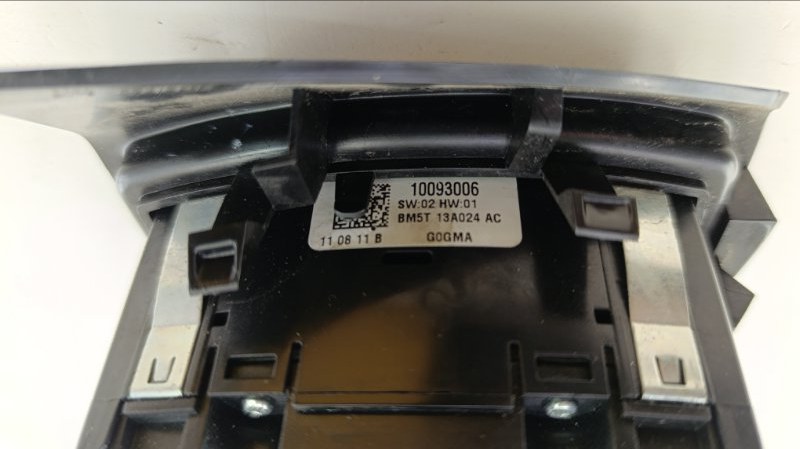 10093006
SW:02 HW:01
BM5T 13A024 AC
11 08 11 B G0GMA